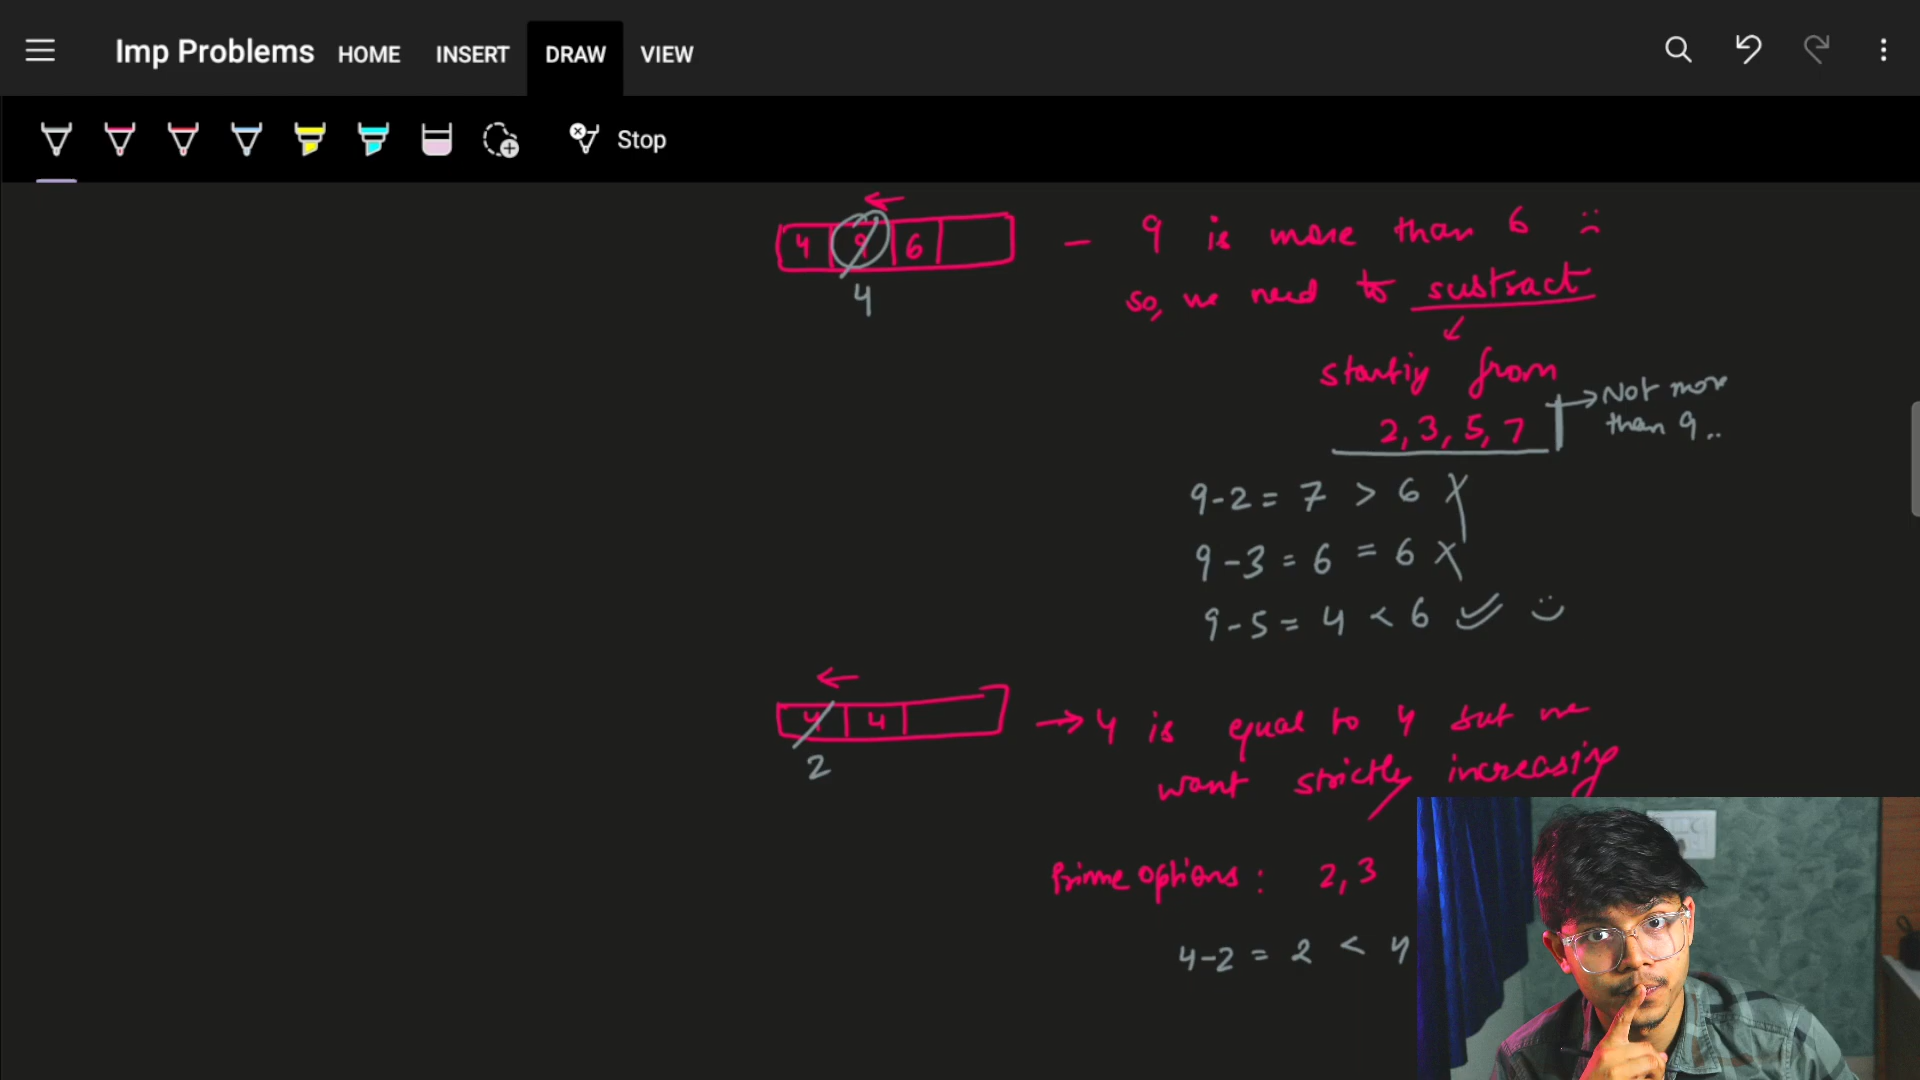 Imp Problems HOME INSERT DRAW VIEW
Stop
4 9 6
4
- 9 is more than 6
so, we need to sustract
startig from
2, 3, 5, 7
→ Not more
than 9 ..
9-2 = 7 > 6 X
9-3 = 6 = 6 X
9-5 = 4 < 6 ✓
4 4
2
→ 4 is equal to 4 but we
want strictly increasing
Prime options : 2, 3
4-2 = 2 < 4